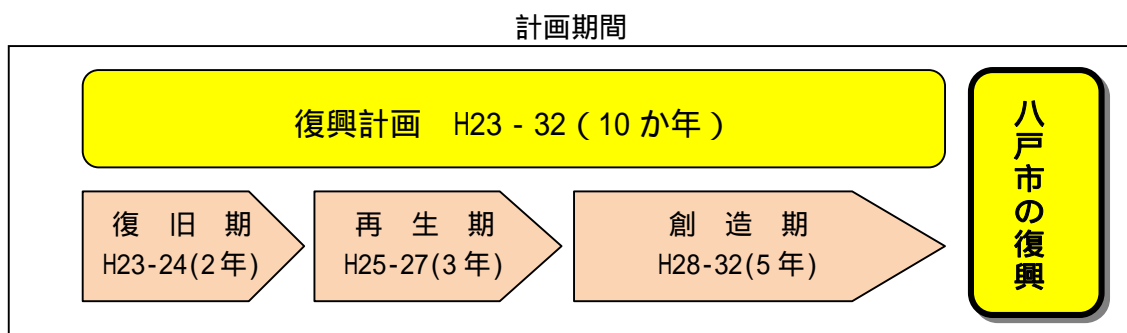 計画期間
復興計画　H23 - 32 ( 10 か年 )
復　旧　期
H23-24(2 年)
再　生　期
H25-27(3 年)
創　造　期
H28-32(5 年)
八戸市の復興